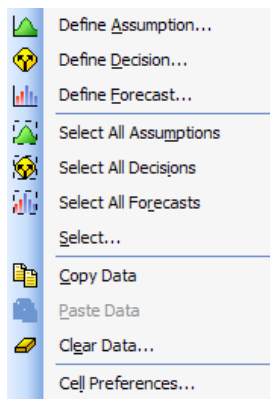 Define Assumption...
Define Decision...
Define Forecast...
Select All Assumptions
Select All Decisions
Select All Forecasts
Select...
Copy Data
Paste Data
Clear Data...
Cell Preferences...